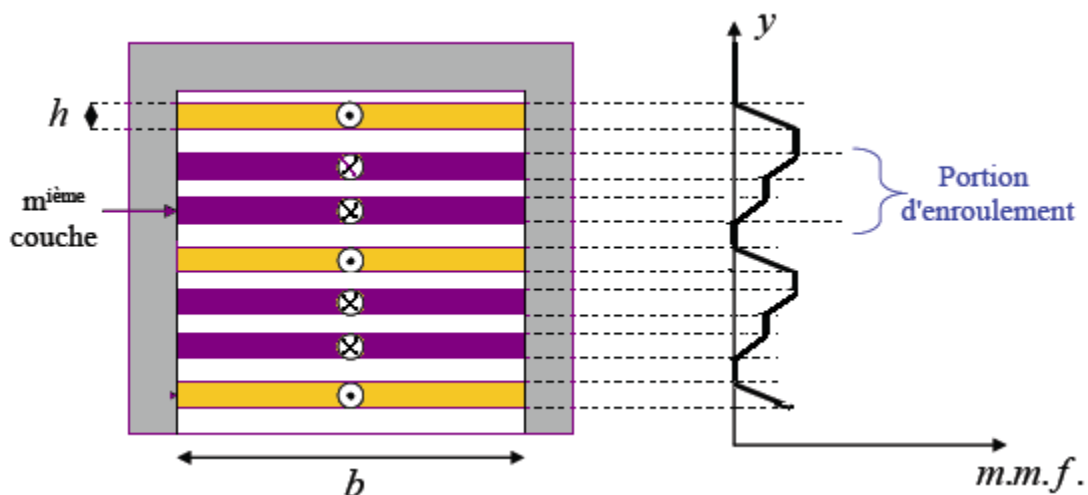 y
h
mième
couche
Portion
d'enroulement
b
m.m.f.